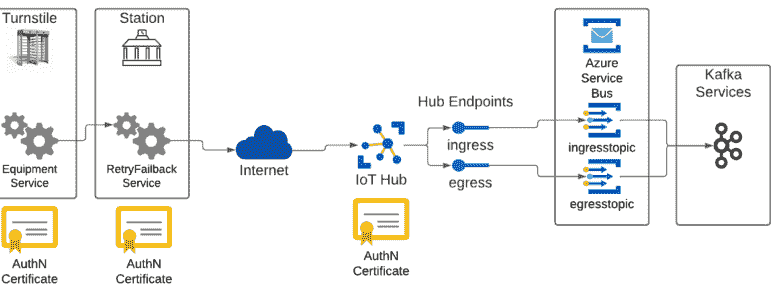 Turnstile
Station
Equipment
Service
RetryFailback
Service
Internet
IoT Hub
Hub Endpoints
ingress
egress
Azure
Service
Bus
ingresstopic
egresstopic
Kafka
Services
AuthN
Certificate
AuthN
Certificate
AuthN
Certificate